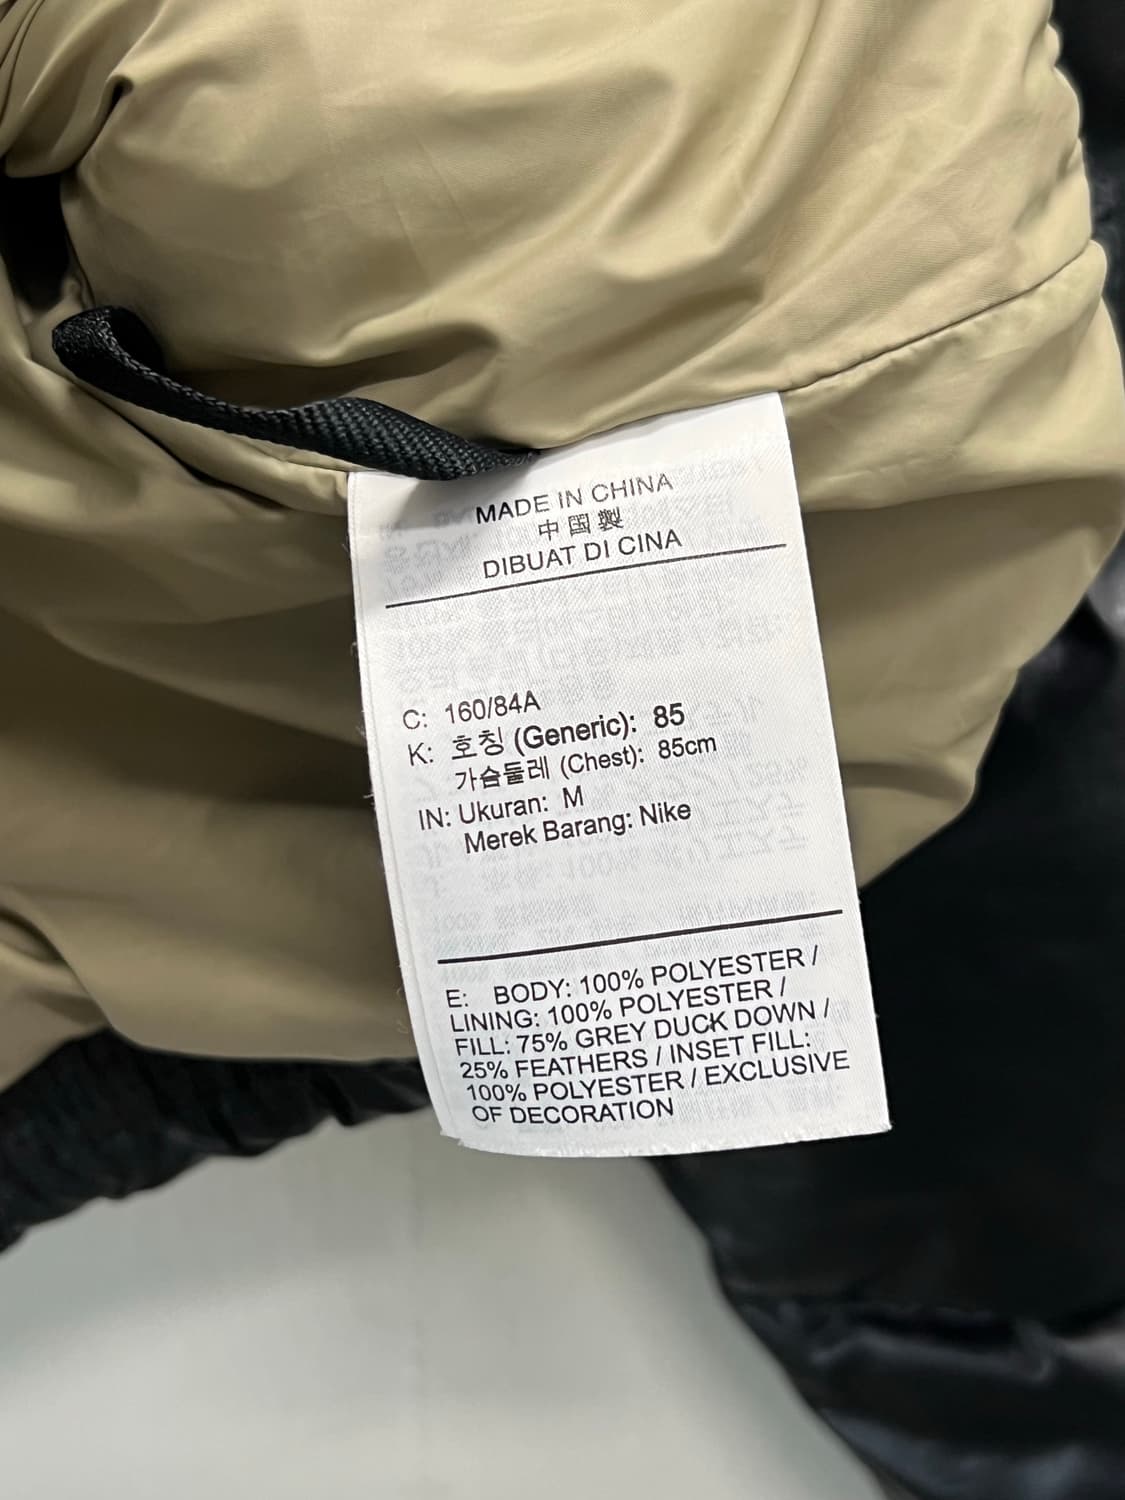 MADE IN CHINA
中国製
DIBUAT DI CINA
C: 160/84A
K: 호칭 (Generic): 85
가슴둘레 (Chest): 85cm
IN: Ukuran: M
Merek Barang: Nike
E: BODY: 100% POLYESTER /
LINING: 100% POLYESTER /
FILL: 75% GREY DUCK DOWN /
25% FEATHERS / INSET FILL:
100% POLYESTER / EXCLUSIVE
OF DECORATION